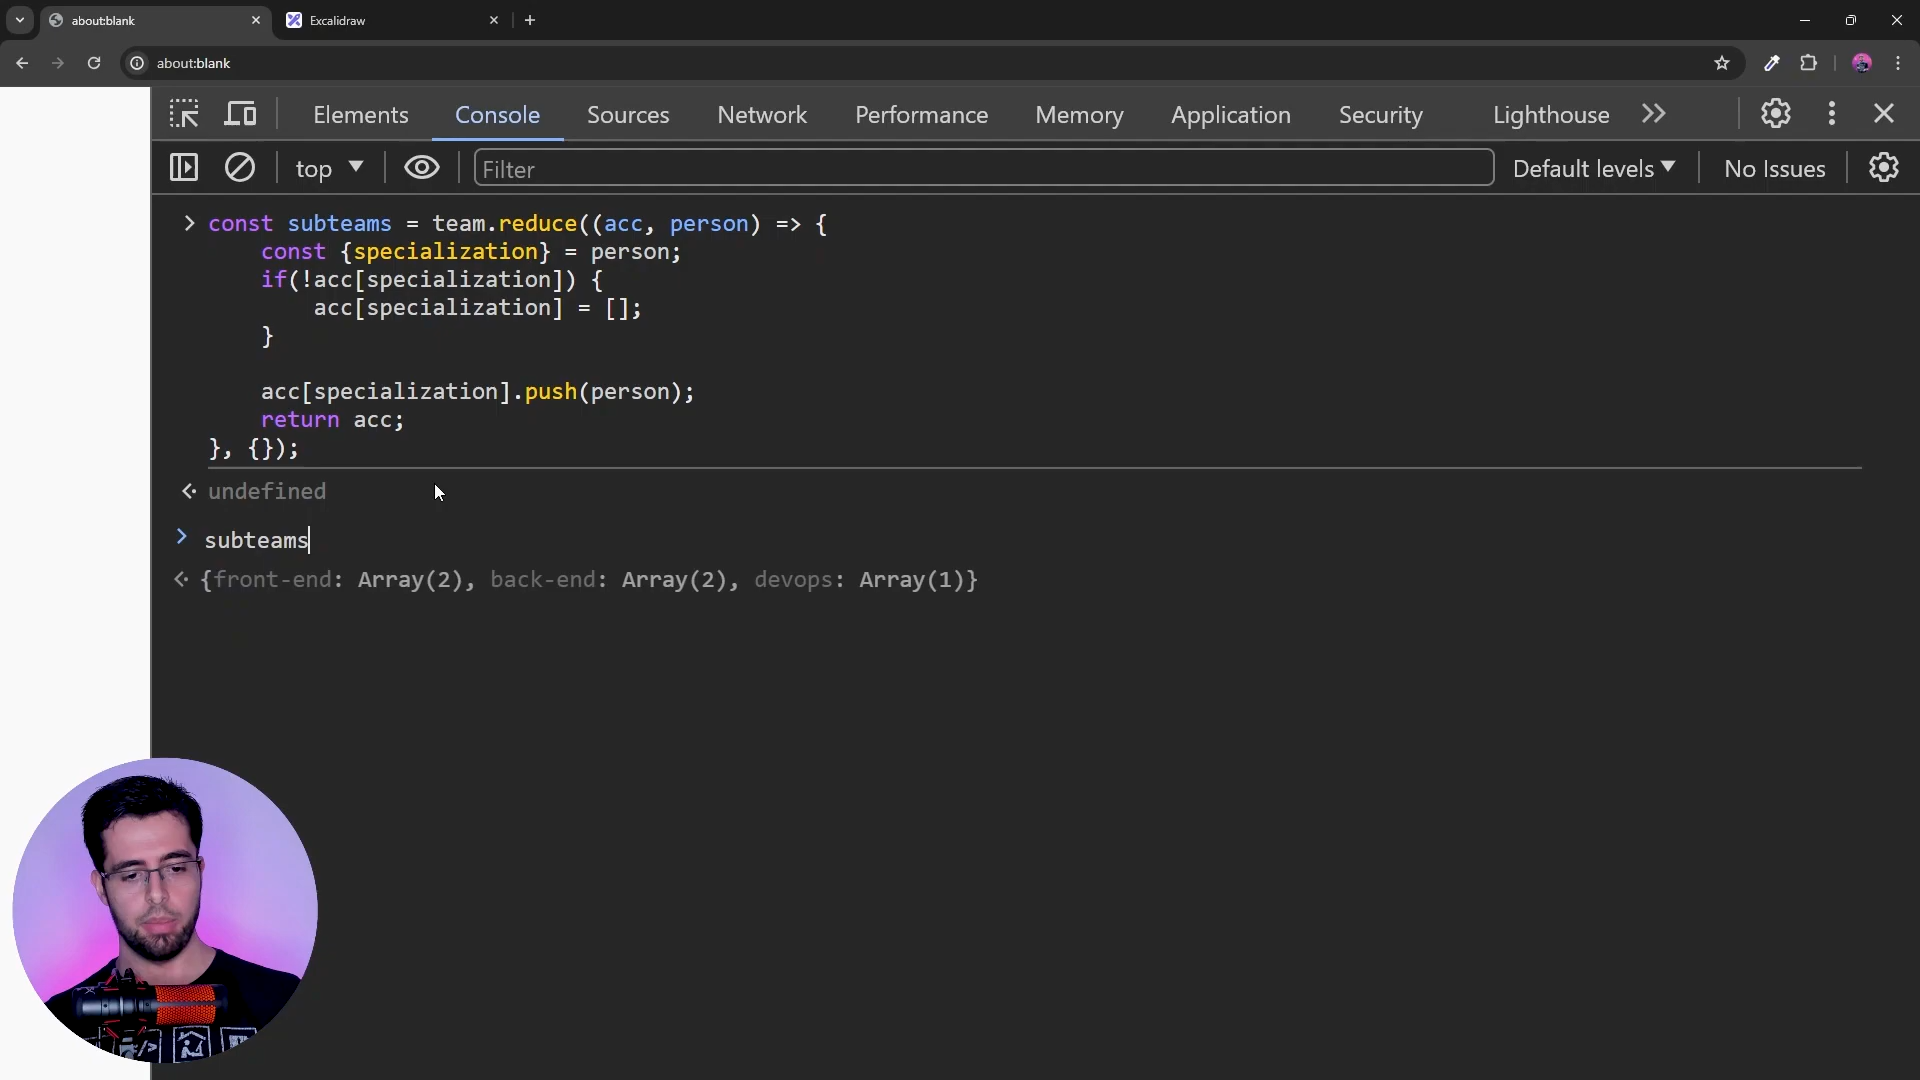 about:blank
Excalidraw
about:blank
Elements
Console
Sources
Network
Performance
Memory
Application
Security
Lighthouse
top
Filter
Default levels
No Issues
const subteams = team.reduce((acc, person) => {
const {specialization} = person;
if(!acc[specialization]) {
acc[specialization] = [];
}
acc[specialization].push(person);
return acc;
}, {});
undefined
subteams
{front-end: Array(2), back-end: Array(2), devops: Array(1)}